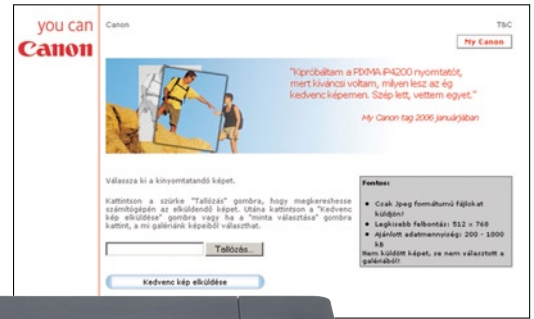 you can
Canon
Canon
T&C
My Canon
"Kipróbáltam a PIXMA iP4200 nyomtatót,
mert kíváncsi voltam, milyen lesz az ég
kedvenc képemen. Szép lett, vettem egyet."
My Canon tag 2006 januárjában
Válassza ki a kinyomtatandó képet.
Kattintson a szürke "Tallózás" gombra, hogy megkereshesse
számítógépén az elküldendő képet. Utána kattintson a "Kedvenc
kép elküldése" gombra vagy ha a "minta választása" gombra
kattint, a mi galériánk képeiből választhat.
Tallózás...
Kedvenc kép elküldése
Fontos:
• Csak Jpeg formátumú fájlokat
küldjön!
• Legkisebb felbontás: 512 x 768
• Ajánlott adatmennyiség: 200 - 1000
kB
Nem küldött képet, se nem választott a
galériából!